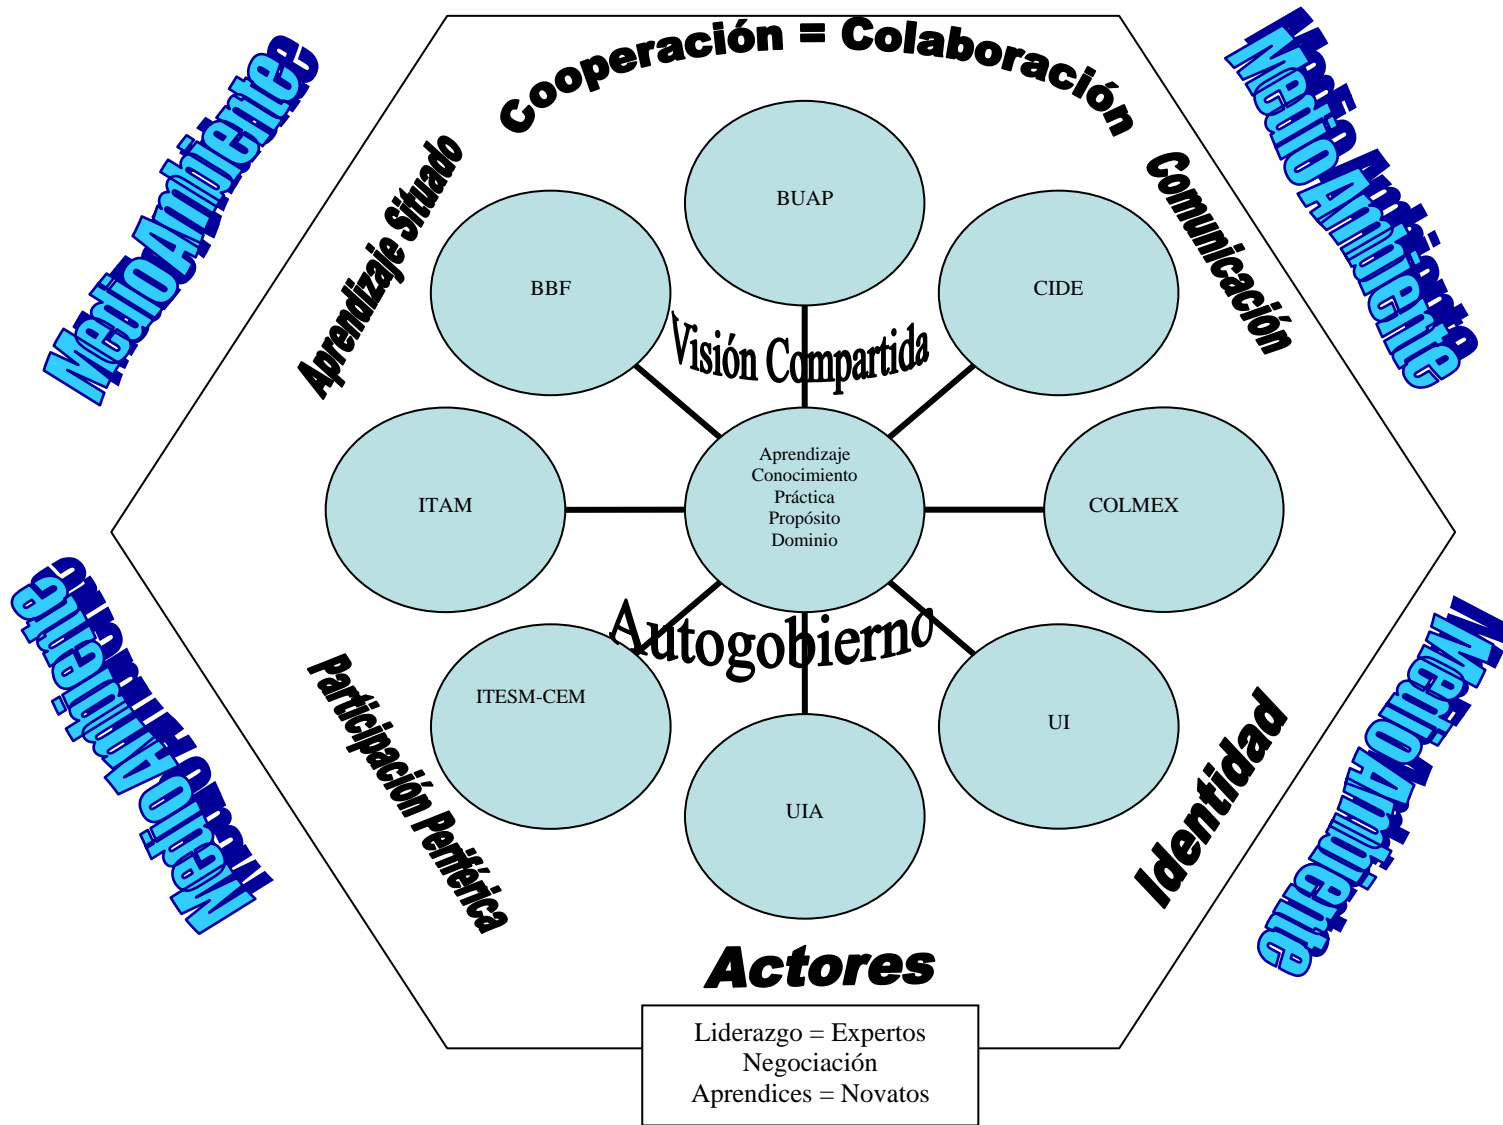 Cooperación = Colaboración
Medio Ambiente
Medio Ambiente
Aprendizaje Situado
Comunicación
BUAP
BBF
CIDE
Visión Compartida
Aprendizaje
Conocimiento
Práctica
Propósito
Dominio
ITAM
COLMEX
Autogobierno
Medio Ambiente
Medio Ambiente
Participación Periférica
ITESM-CEM
UI
Identidad
UIA
Actores
Liderazgo = Expertos
Negociación
Aprendices = Novatos